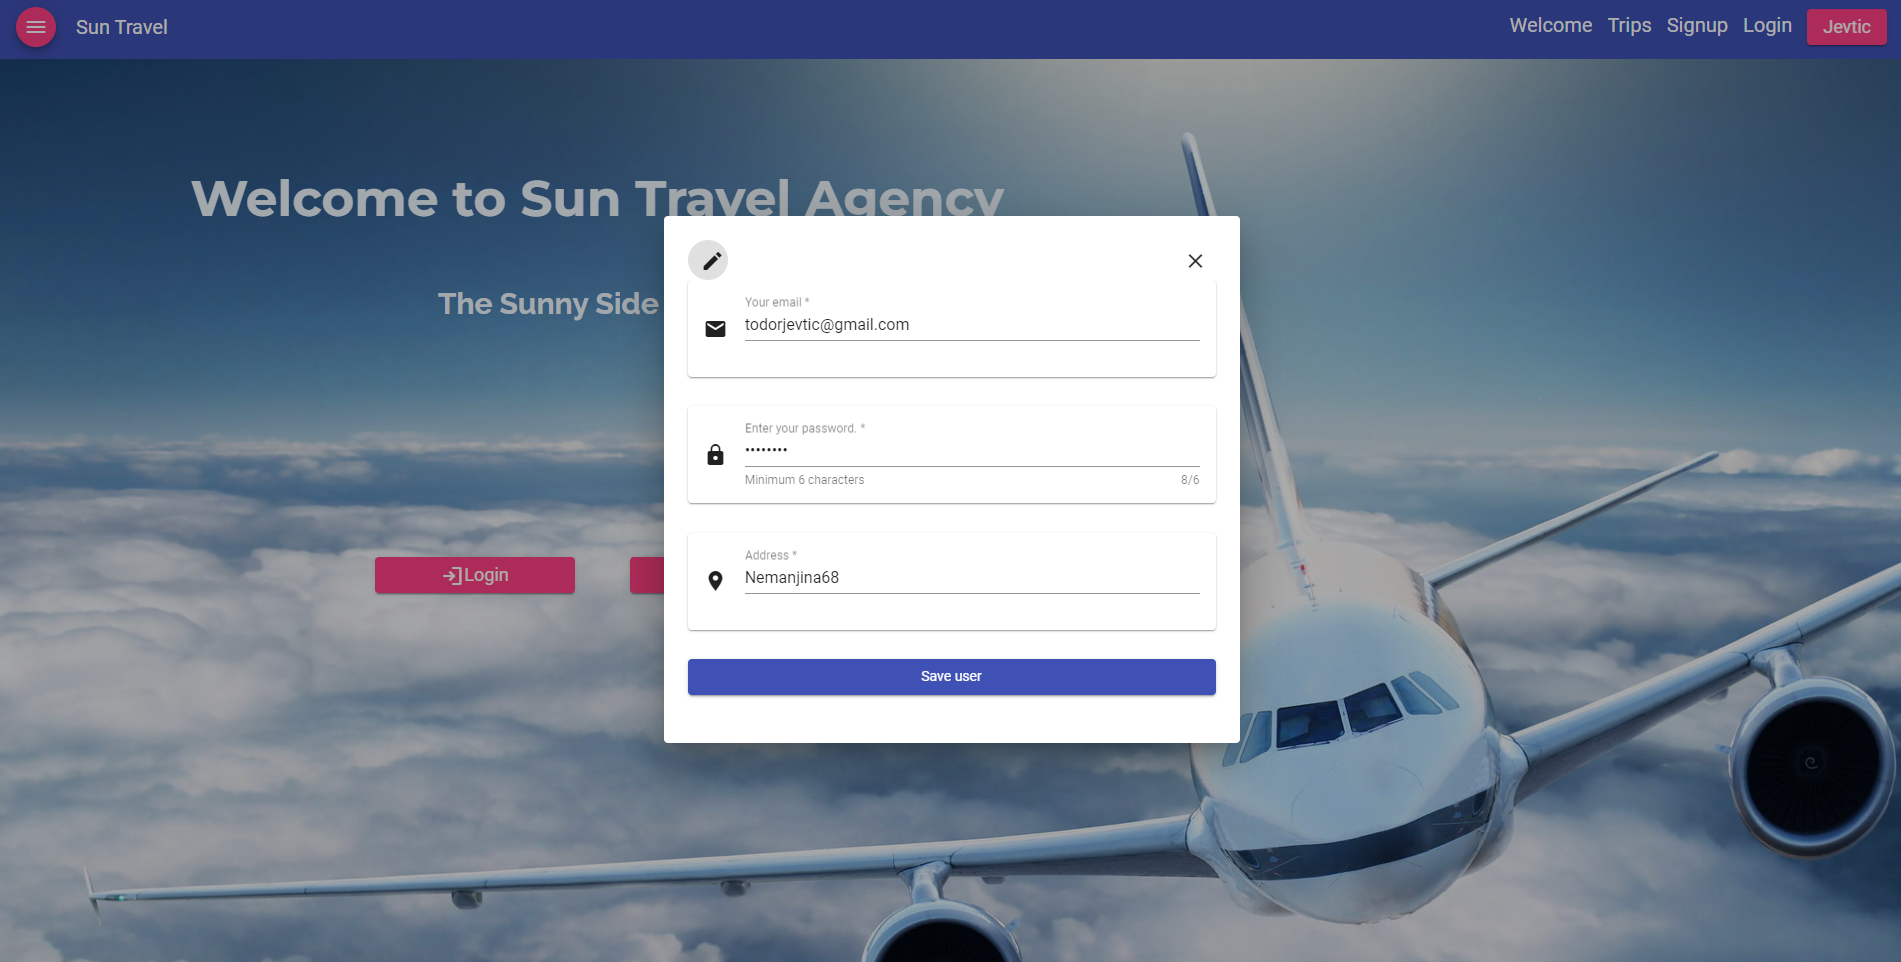 Sun Travel
Welcome Trips Signup Login Jevtic
Welcome to Sun Travel Agency
The Sunny Side
Your email *
todorjevtic@gmail.com
Enter your password. *
••••••••
Minimum 6 characters 8/6
Address *
Nemanjina68
Login
Save user